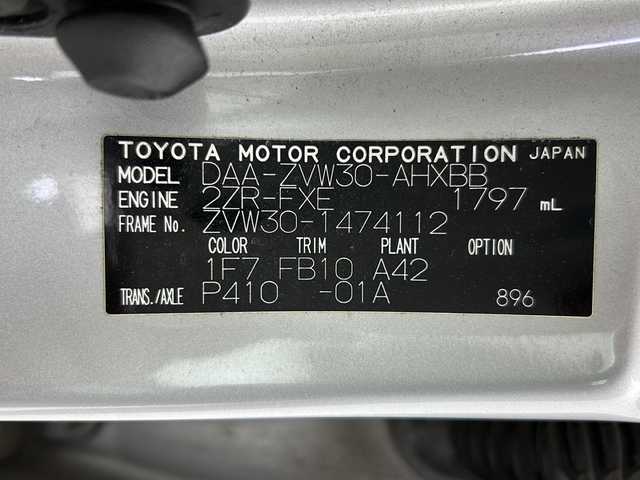 TOYOTA MOTOR CORPORATION JAPAN
MODEL DAA-ZVW30-AHXBB
ENGINE 2ZR-FXE 1797 mL
FRAME No. ZVW30-1474112
COLOR TRIM PLANT OPTION
1F7 FB10 A42
TRANS./AXLE P410 -01A 896